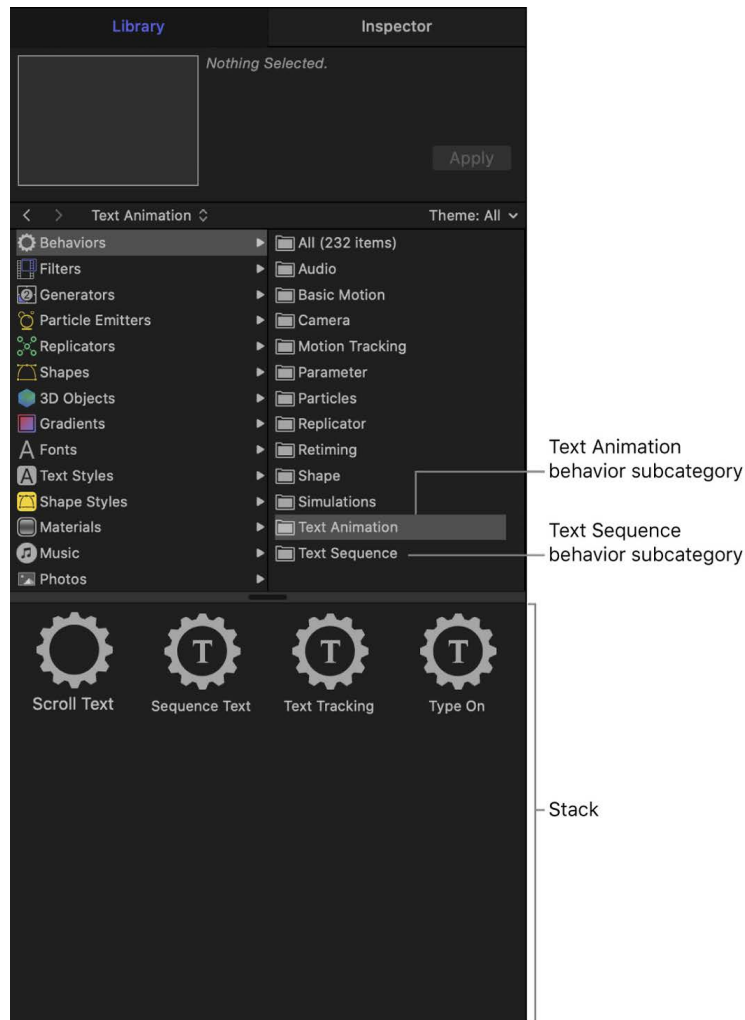 Library
Inspector
Nothing Selected.
Apply
Text Animation
Theme: All
Behaviors
Filters
Generators
Particle Emitters
Replicators
Shapes
3D Objects
Gradients
Fonts
Text Styles
Shape Styles
Materials
Music
Photos
All (232 items)
Audio
Basic Motion
Camera
Motion Tracking
Parameter
Particles
Replicator
Retiming
Shape
Simulations
Text Animation
Text Sequence
Text Animation
behavior subcategory
Text Sequence
behavior subcategory
T
T
T
Scroll Text
Sequence Text
Text Tracking
Type On
Stack